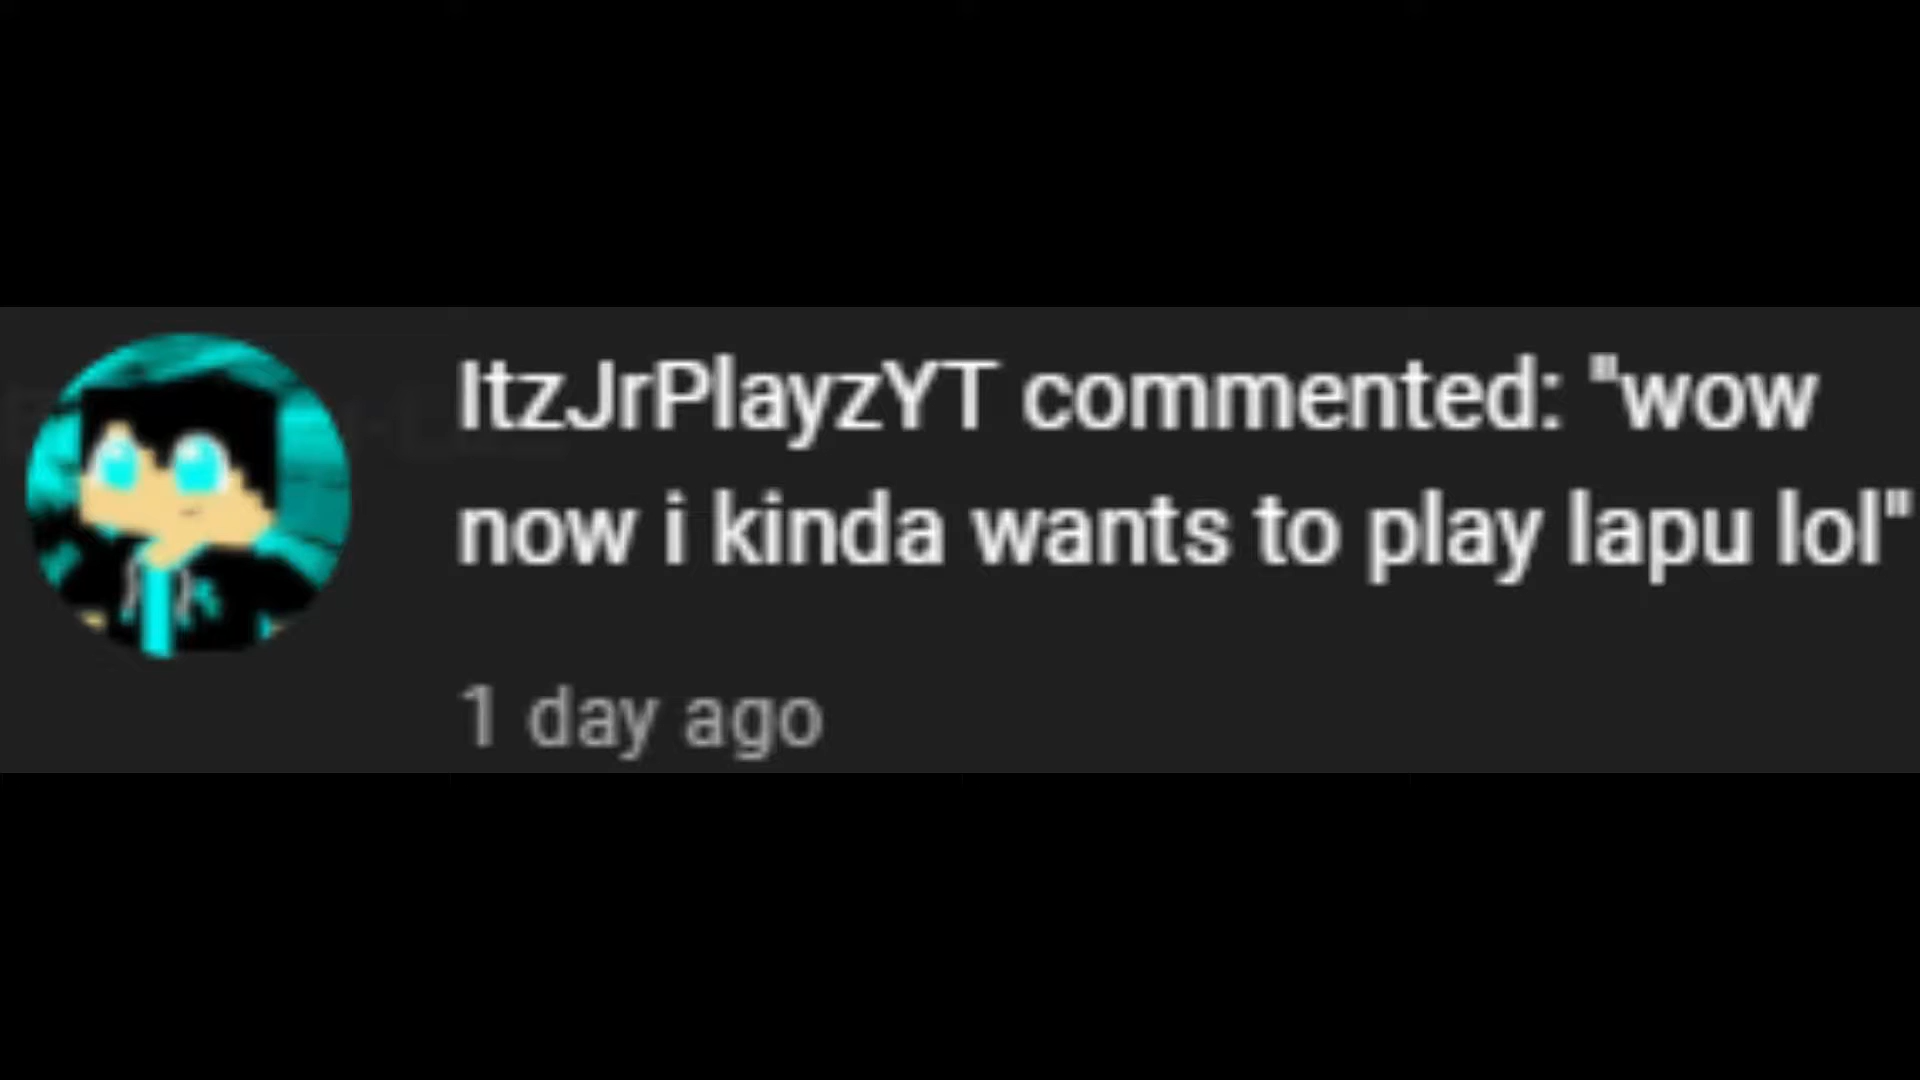 ItzJrPlayzYT commented: "wow
now i kinda wants to play lapu lol"
1 day ago